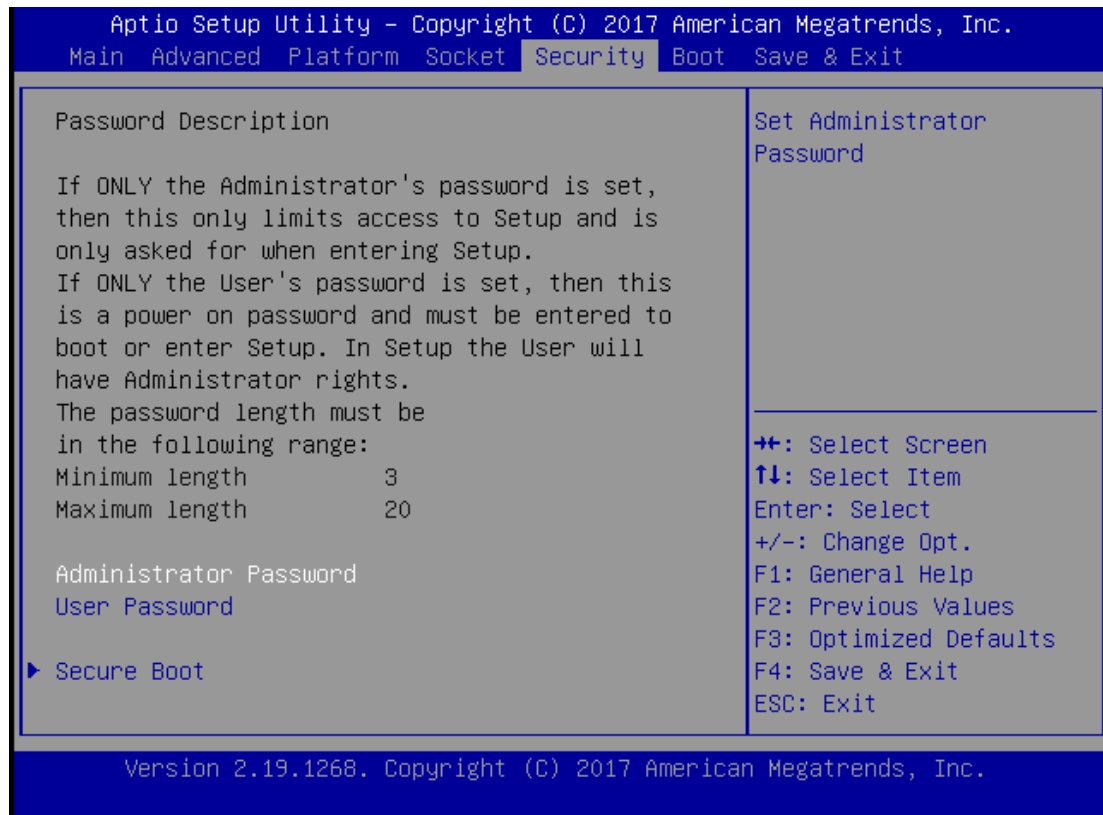 Aptio Setup Utility – Copyright (C) 2017 American Megatrends, Inc.
Main Advanced Platform Socket Security Boot Save & Exit
Password Description
If ONLY the Administrator's password is set,
then this only limits access to Setup and is
only asked for when entering Setup.
If ONLY the User's password is set, then this
is a power on password and must be entered to
boot or enter Setup. In Setup the User will
have Administrator rights.
The password length must be
in the following range:
Minimum length 3
Maximum length 20
Administrator Password
User Password
▶ Secure Boot
Set Administrator
Password
→←: Select Screen
↑↓: Select Item
Enter: Select
+/-: Change Opt.
F1: General Help
F2: Previous Values
F3: Optimized Defaults
F4: Save & Exit
ESC: Exit
Version 2.19.1268. Copyright (C) 2017 American Megatrends, Inc.